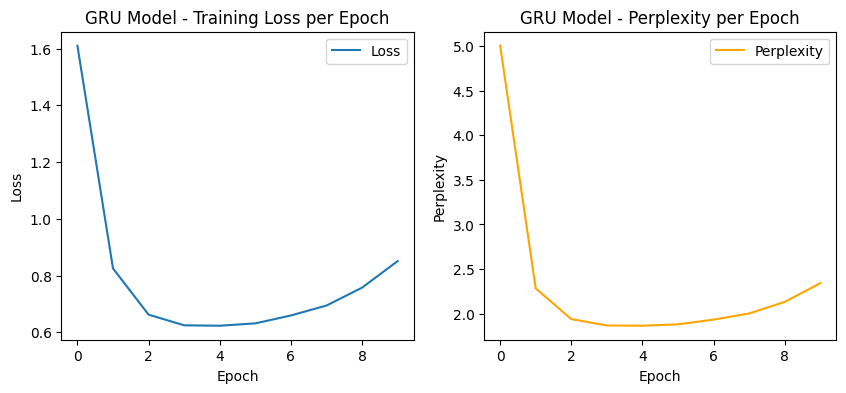 GRU Model - Training Loss per Epoch
Loss
1.6
1.4
1.2
1.0
0.8
0.6
Loss
0 2 4 6 8
Epoch
GRU Model - Perplexity per Epoch
Perplexity
5.0
4.5
4.0
3.5
3.0
2.5
2.0
Perplexity
0 2 4 6 8
Epoch